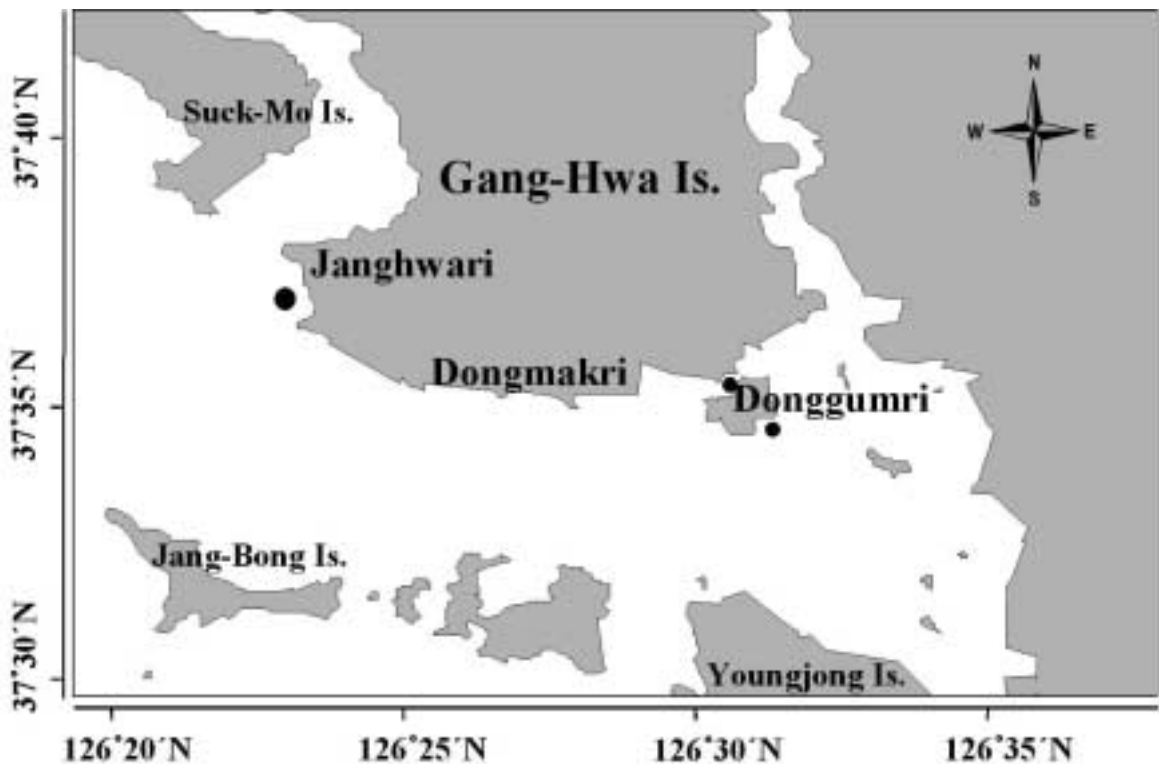 N
W E
S
Suck-Mo Is.
Gang-Hwa Is.
Janghwari
Dongmakri
Donggumri
Jang-Bong Is.
Youngjong Is.
37°40´N
37°35´N
37°30´N
126°20´N 126°25´N 126°30´N 126°35´N